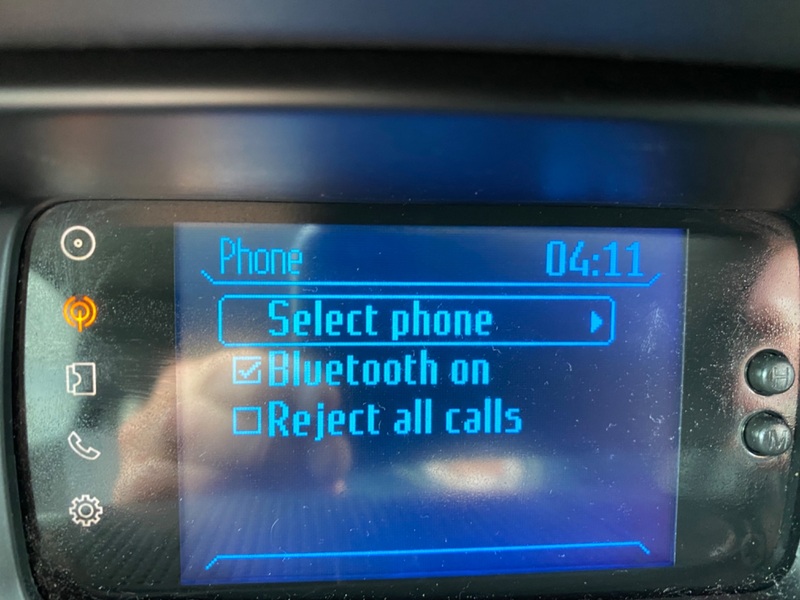 Phone 04:11
Select phone
Bluetooth on
Reject all calls
H
M